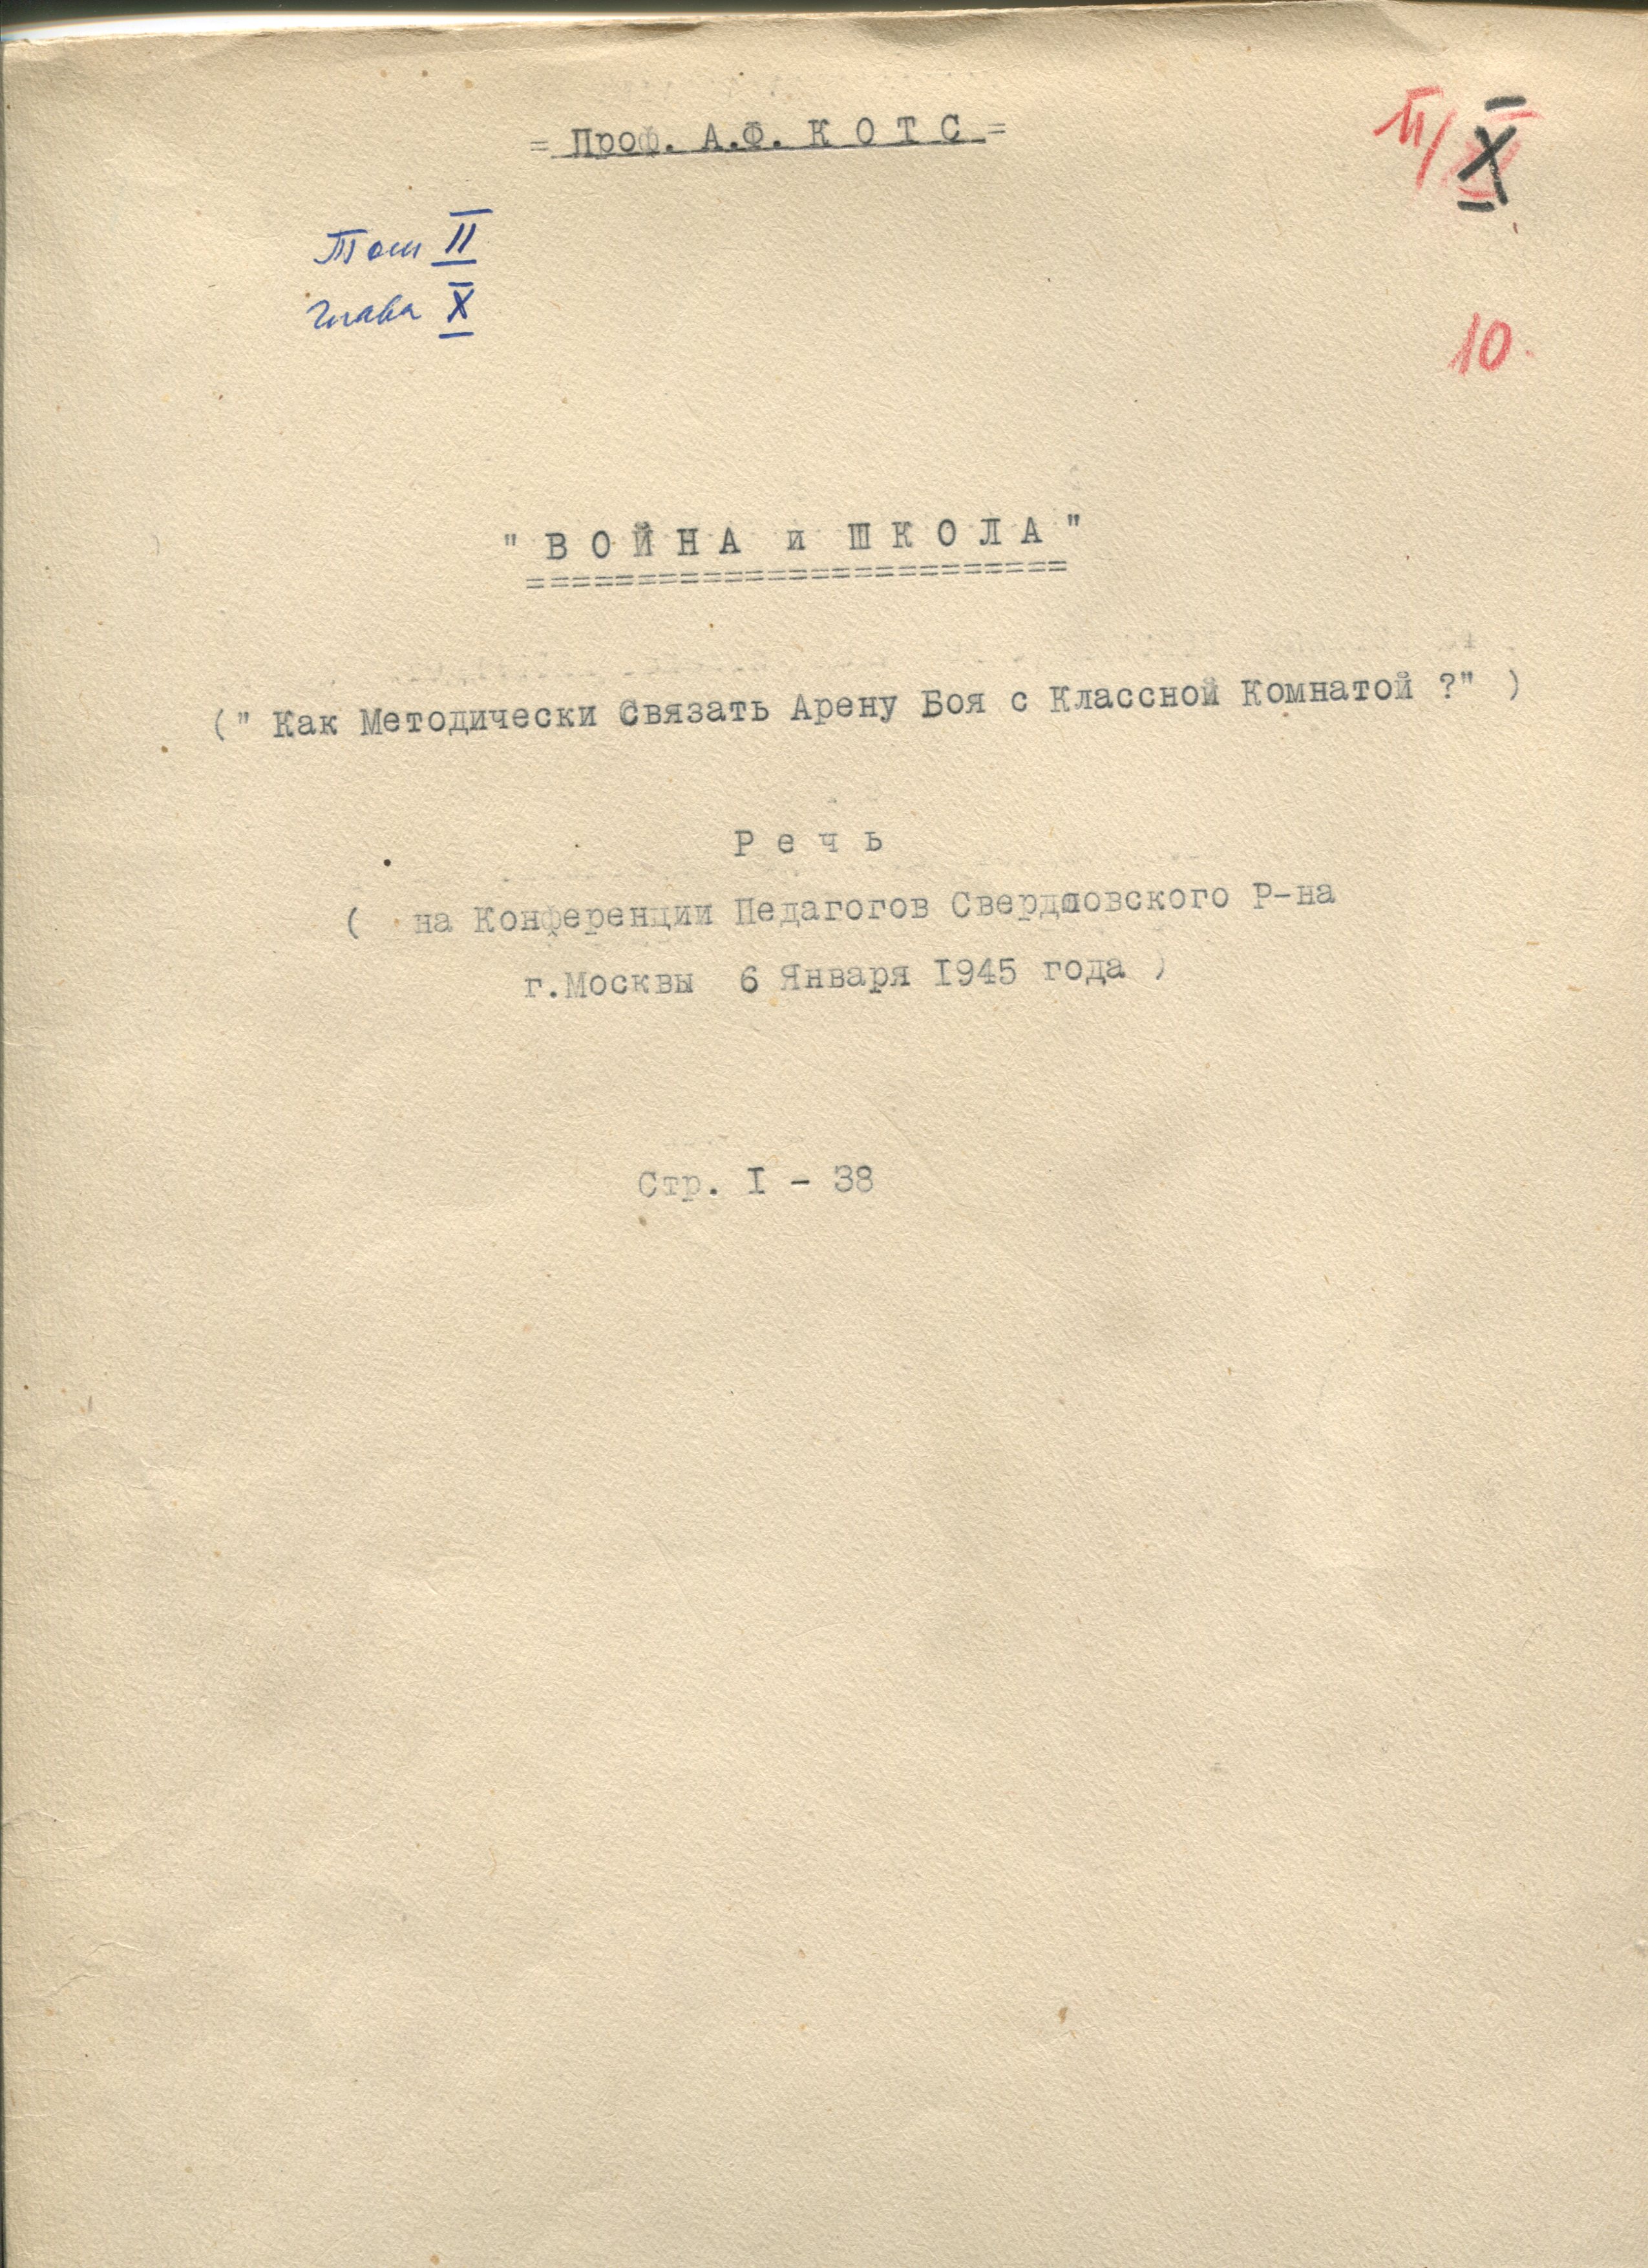 = Проф. А.Ф. К О Т С =
II/X
Том II
глава X
10.
" В О Й Н А и Ш К О Л А "
=========================
(" Как Методически Связать Арену Боя с Классной Комнатой ?" )
Р е ч ь
( на Конференции Педагогов Свердловского Р-на
г.Москвы 6 Января 1945 года )
Стр. I - 38